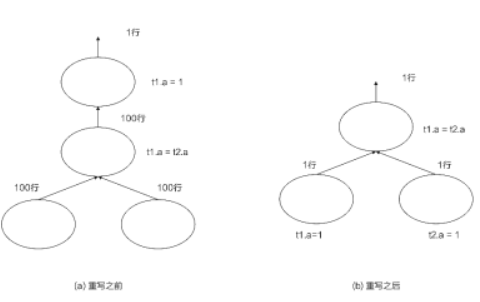 1行
t1.a = 1
100行
t1.a = t2.a
100行 100行
(a) 重写之前
1行
t1.a = t2.a
1行 1行
t1.a=1 t2.a = 1
(b) 重写之后